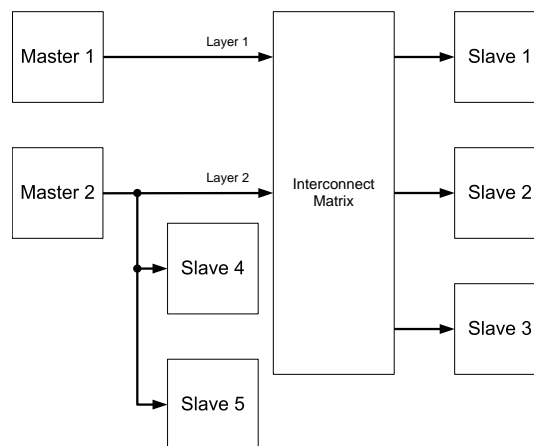 Master 1
Layer 1
Slave 1
Master 2
Layer 2
Interconnect
Matrix
Slave 2
Slave 4
Slave 3
Slave 5